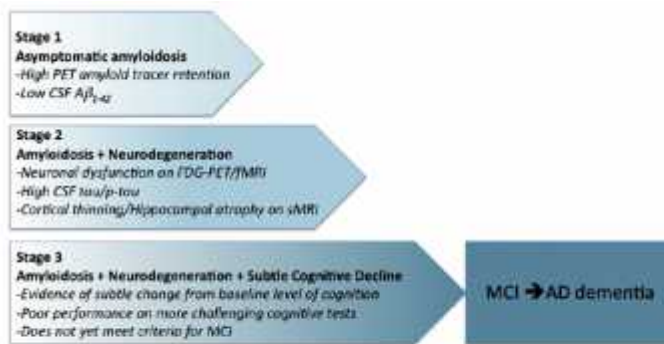 Stage 1
Asymptomatic amyloidosis
-High PET amyloid tracer retention
-Low CSF Aβ1-42
Stage 2
Amyloidosis + Neurodegeneration
-Neuronal dysfunction on FDG-PET/fMRI
-High CSF tau/p-tau
-Cortical thinning/Hippocampal atrophy on sMRI
Stage 3
Amyloidosis + Neurodegeneration + Subtle Cognitive Decline
-Evidence of subtle change from baseline level of cognition
-Poor performance on more challenging cognitive tests
-Does not yet meet criteria for MCI
MCI ➔ AD dementia